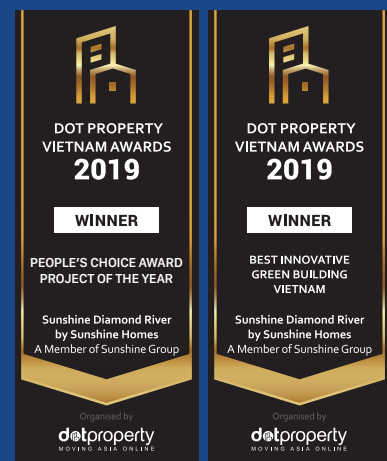 DOT PROPERTY
VIETNAM AWARDS
2019
WINNER
PEOPLE'S CHOICE AWARD
PROJECT OF THE YEAR
Sunshine Diamond River
by Sunshine Homes
A Member of Sunshine Group
Organised by
dotproperty
MOVING ASIA ONLINE
DOT PROPERTY
VIETNAM AWARDS
2019
WINNER
BEST INNOVATIVE
GREEN BUILDING
VIETNAM
Sunshine Diamond River
by Sunshine Homes
A Member of Sunshine Group
Organised by
dotproperty
MOVING ASIA ONLINE